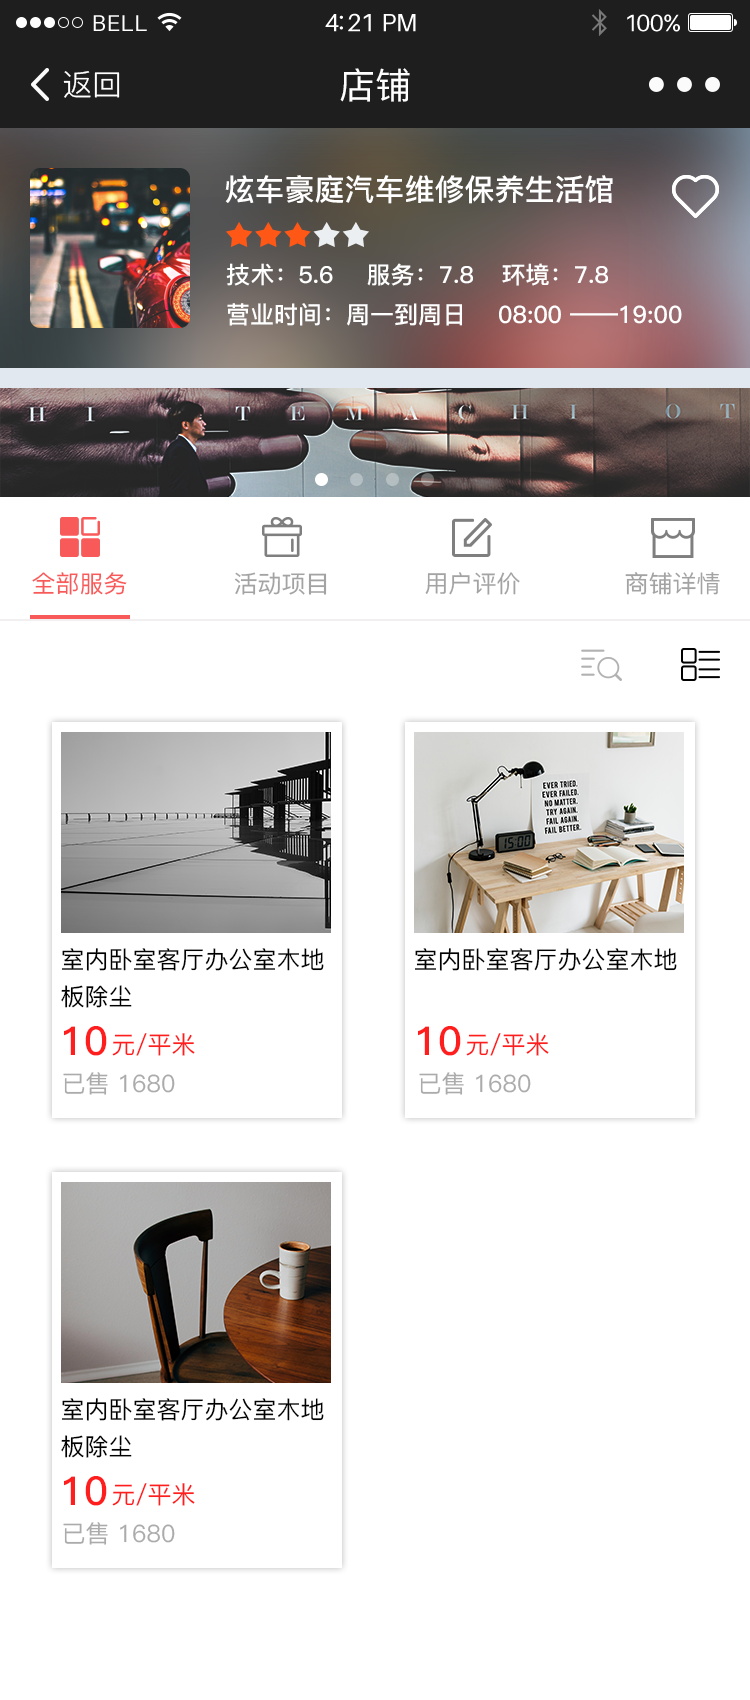 BELL 4:21 PM 100%
返回 店铺
炫车豪庭汽车维修保养生活馆
技术：5.6 服务：7.8 环境：7.8
营业时间：周一到周日 08:00 ——19:00
H I T E M A C H I O T
全部服务 活动项目 用户评价 商铺详情
EVER TRIED.
EVER FAILED.
NO MATTER.
TRY AGAIN.
FAIL AGAIN.
FAIL BETTER.
15:00
室内卧室客厅办公室木地
板除尘
10元/平米
已售 1680
室内卧室客厅办公室木地
10元/平米
已售 1680
室内卧室客厅办公室木地
板除尘
10元/平米
已售 1680